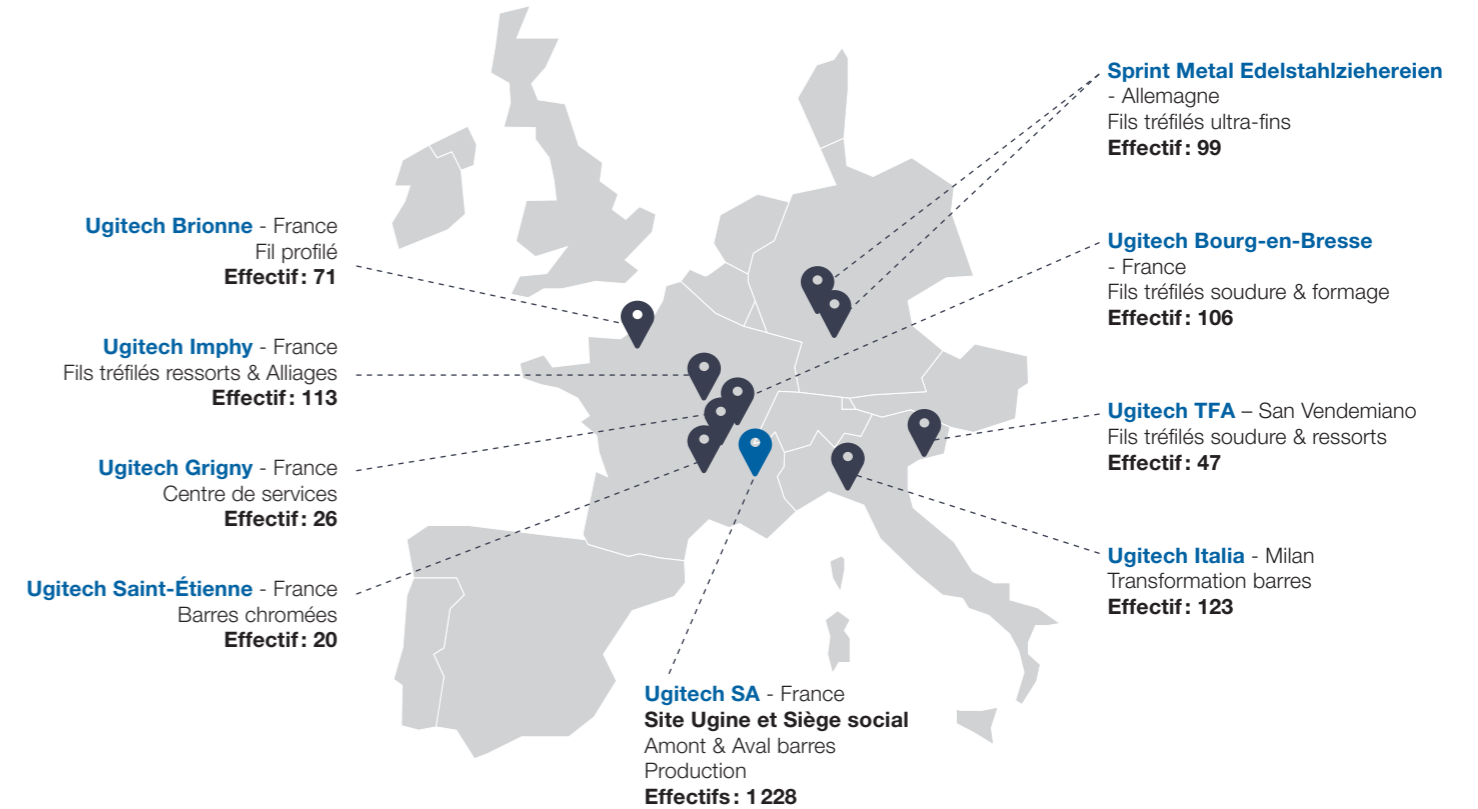 Ugitech Brionne - France
Fil profilé
Effectif : 71
Ugitech Imphy - France
Fils tréfilés ressorts & Alliages
Effectif : 113
Ugitech Grigny - France
Centre de services
Effectif : 26
Ugitech Saint-Étienne - France
Barres chromées
Effectif : 20
Ugitech SA - France
Site Ugine et Siège social
Amont & Aval barres
Production
Effectifs : 1 228
Sprint Metal Edelstahlziehereien
- Allemagne
Fils tréfilés ultra-fins
Effectif : 99
Ugitech Bourg-en-Bresse
- France
Fils tréfilés soudure & formage
Effectif : 106
Ugitech TFA – San Vendemiano
Fils tréfilés soudure & ressorts
Effectif : 47
Ugitech Italia - Milan
Transformation barres
Effectif : 123